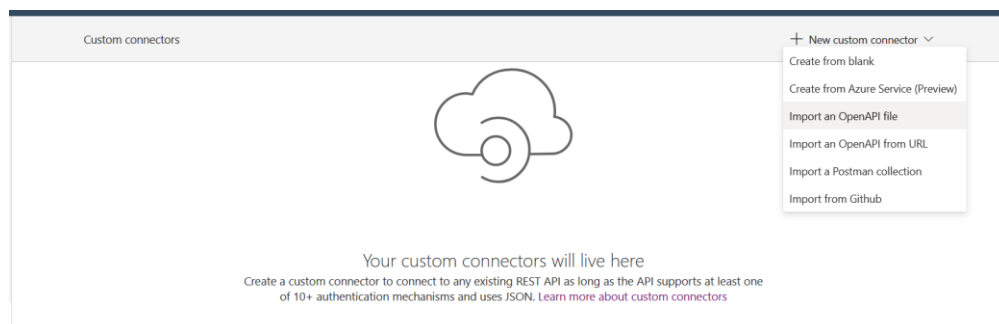 Custom connectors
New custom connector
Create from blank
Create from Azure Service (Preview)
Import an OpenAPI file
Import an OpenAPI from URL
Import a Postman collection
Import from Github
Your custom connectors will live here
Create a custom connector to connect to any existing REST API as long as the API supports at least one
of 10+ authentication mechanisms and uses JSON. Learn more about custom connectors